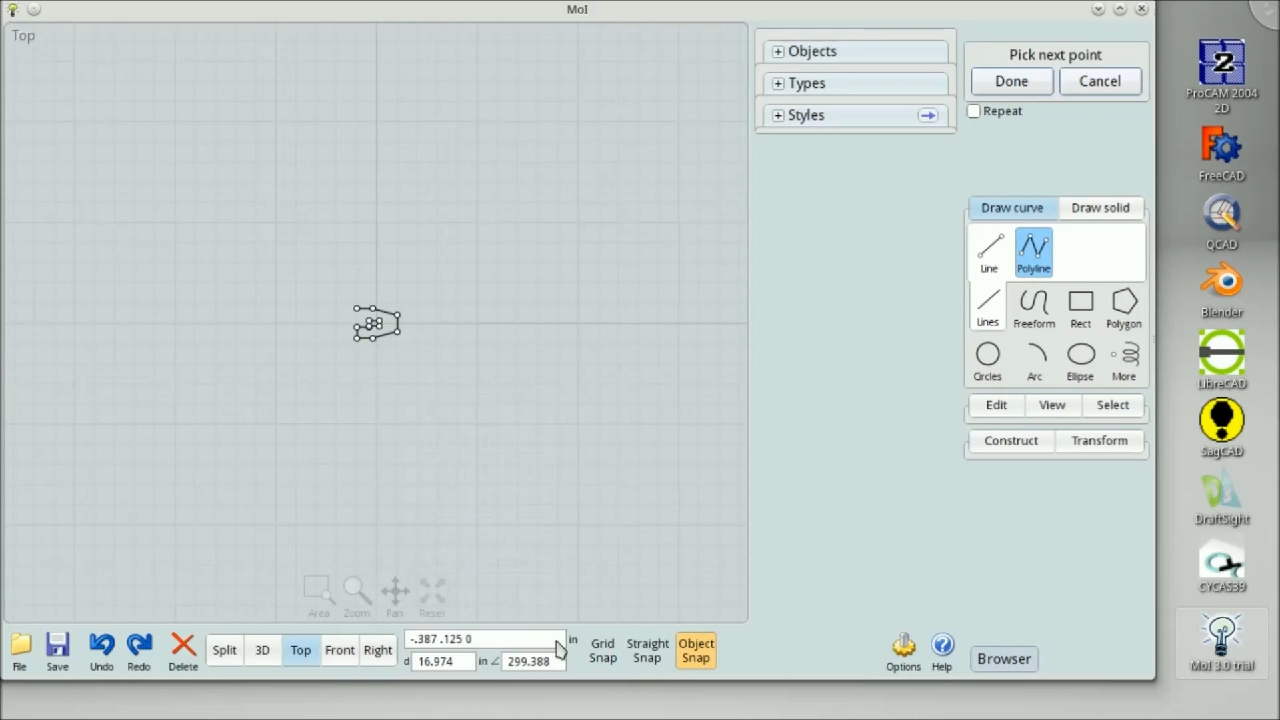 MoI
Top
Objects
Types
Styles
Pick next point
Done
Cancel
Repeat
Draw curve
Draw solid
Line
Polyline
Lines
Freeform
Rect
Polygon
Circles
Arc
Ellipse
More
Edit
View
Select
Construct
Transform
Area
Zoom
Pan
Reset
File
Save
Undo
Redo
Delete
Split
3D
Top
Front
Right
-.387 .125 0
in
d
16.974
in
299.388
Grid
Snap
Straight
Snap
Object
Snap
Options
Help
Browser
2
ProCAM 2004
2D
FreeCAD
QCAD
Blender
LibreCAD
SagCAD
DraftSight
CYCAS39
MoI 3.0 trial